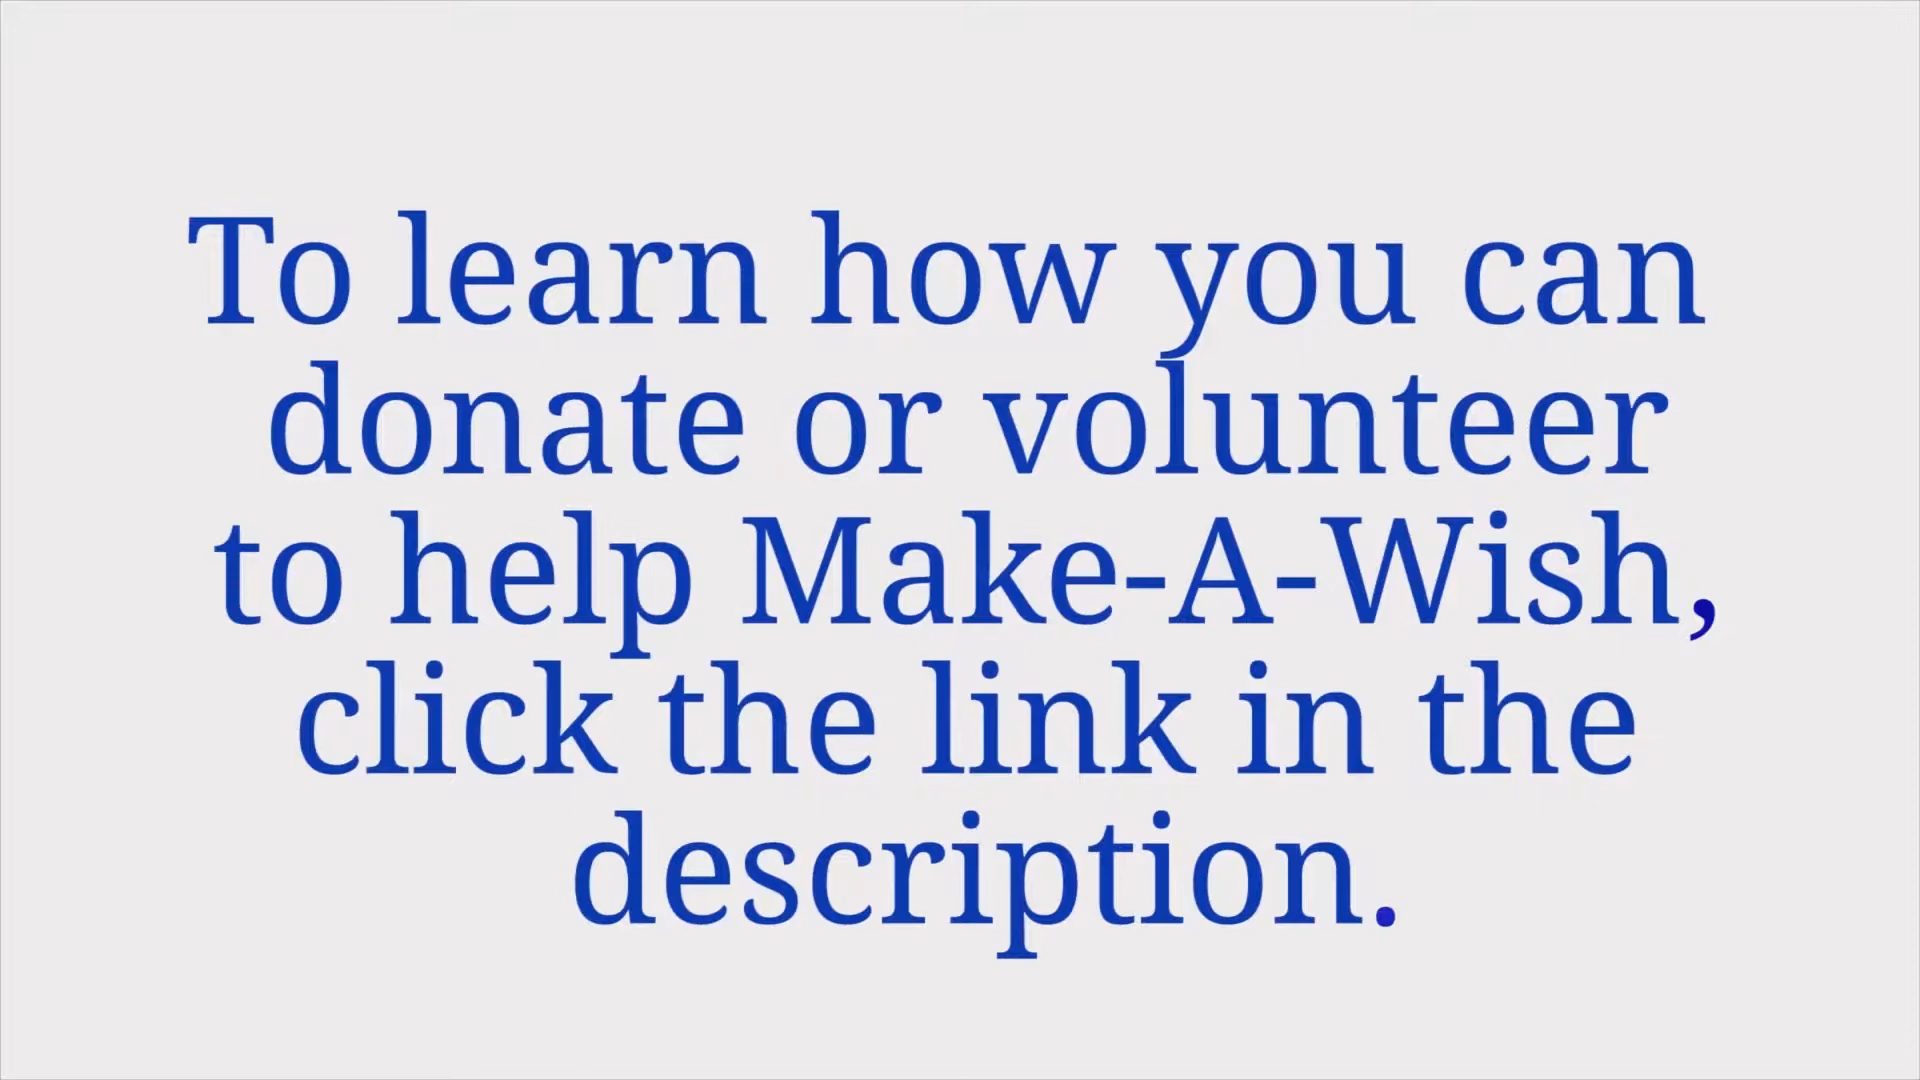 To learn how you can
donate or volunteer
to help Make-A-Wish,
click the link in the
description.